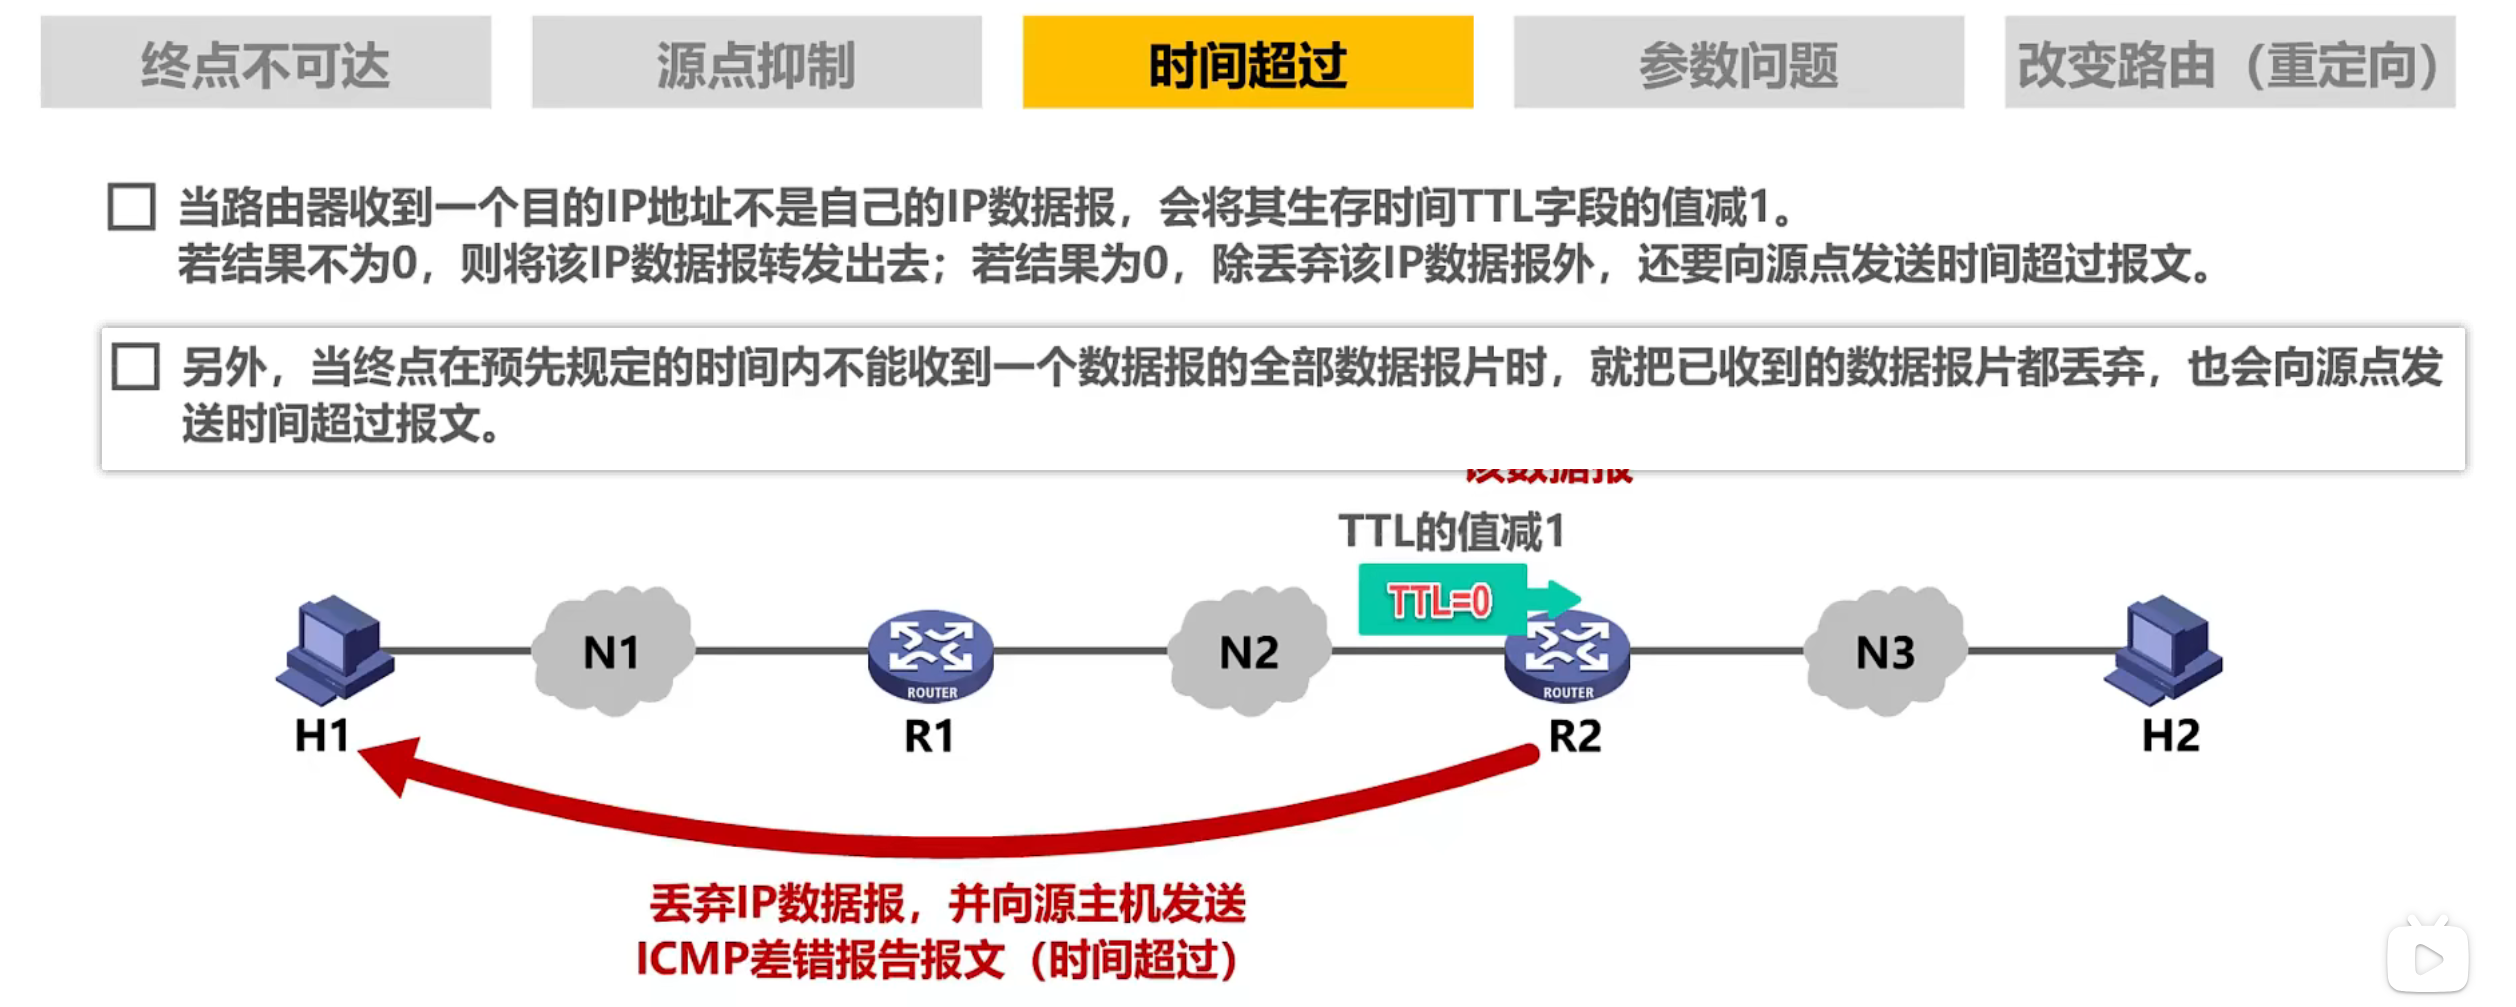 终点不可达
源点抑制
时间超过
参数问题
改变路由（重定向）
当路由器收到一个目的IP地址不是自己的IP数据报，会将其生存时间TTL字段的值减1。
若结果不为0，则将该IP数据报转发出去；若结果为0，除丢弃该IP数据报外，还要向源点发送时间超过报文。
另外，当终点在预先规定的时间内不能收到一个数据报的全部数据报片时，就把已收到的数据报片都丢弃，也会向源点发
送时间超过报文。
该数据报
TTL的值减1
TTL=0
N1
N2
N3
ROUTER
ROUTER
H1
R1
R2
H2
丢弃IP数据报，并向源主机发送
ICMP差错报告报文（时间超过）